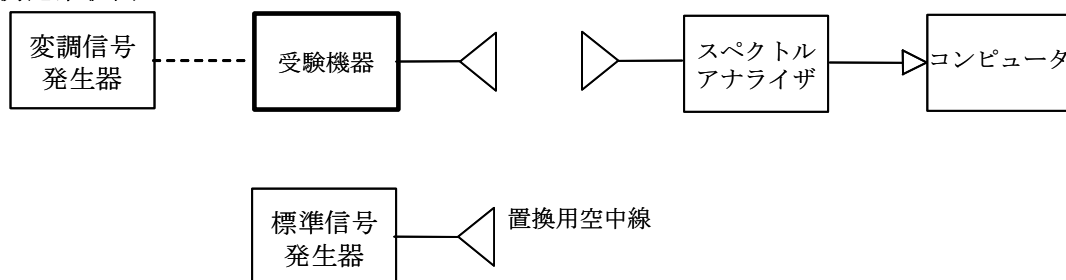 変調信号
発生器
受験機器
スペクトル
アナライザ
コンピュータ
標準信号
発生器
置換用空中線